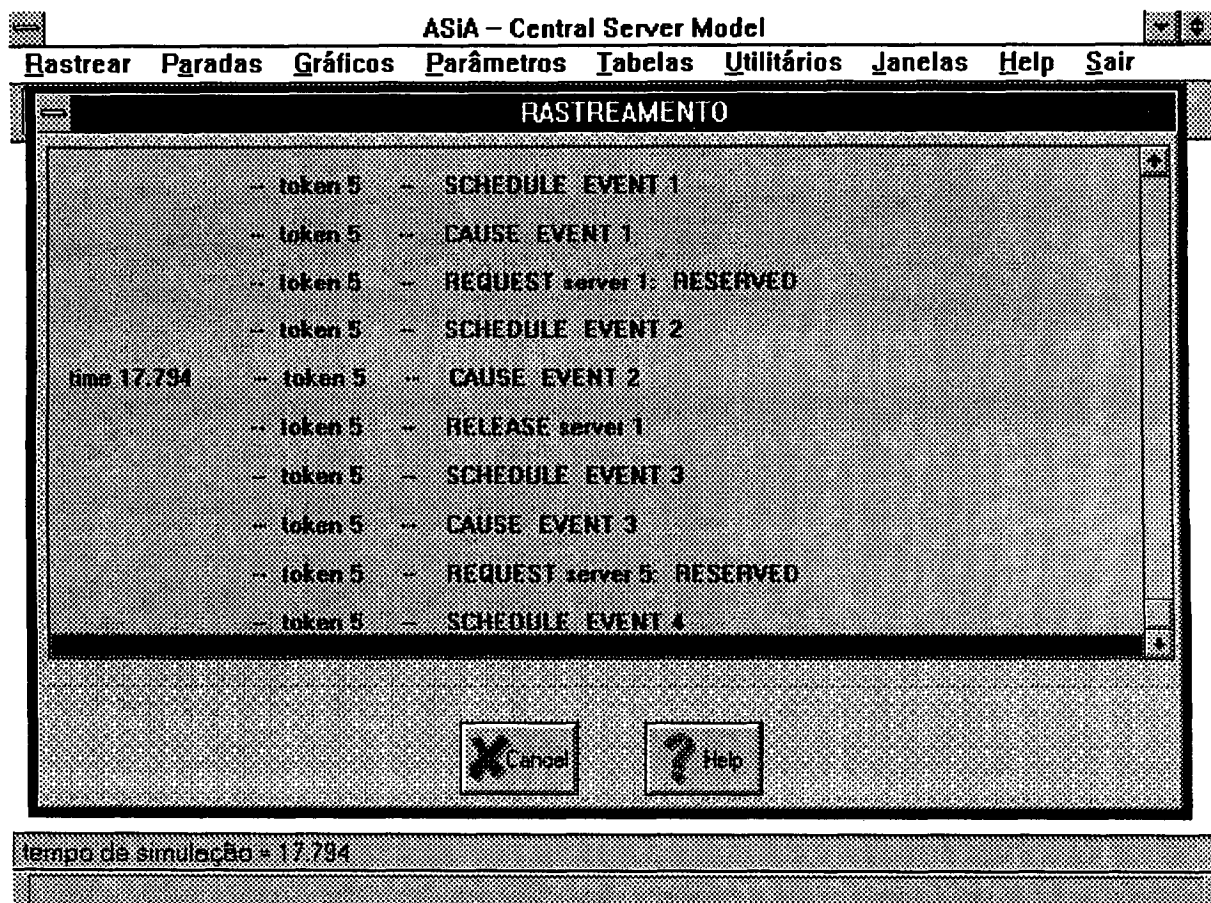 ASiA – Central Server Model
Rastrear Paradas Gráficos Parâmetros Tabelas Utilitários Janelas Help Sair
RASTREAMENTO
-- token 5 -- SCHEDULE EVENT 1
-- token 5 -- CAUSE EVENT 1
-- token 5 -- REQUEST server 1: RESERVED
-- token 5 -- SCHEDULE EVENT 2
time 17.794 -- token 5 -- CAUSE EVENT 2
-- token 5 -- RELEASE server 1
-- token 5 -- SCHEDULE EVENT 3
-- token 5 -- CAUSE EVENT 3
-- token 5 -- REQUEST server 5: RESERVED
-- token 5 -- SCHEDULE EVENT 4
Cancel
Help
tempo de simulação = 17.794